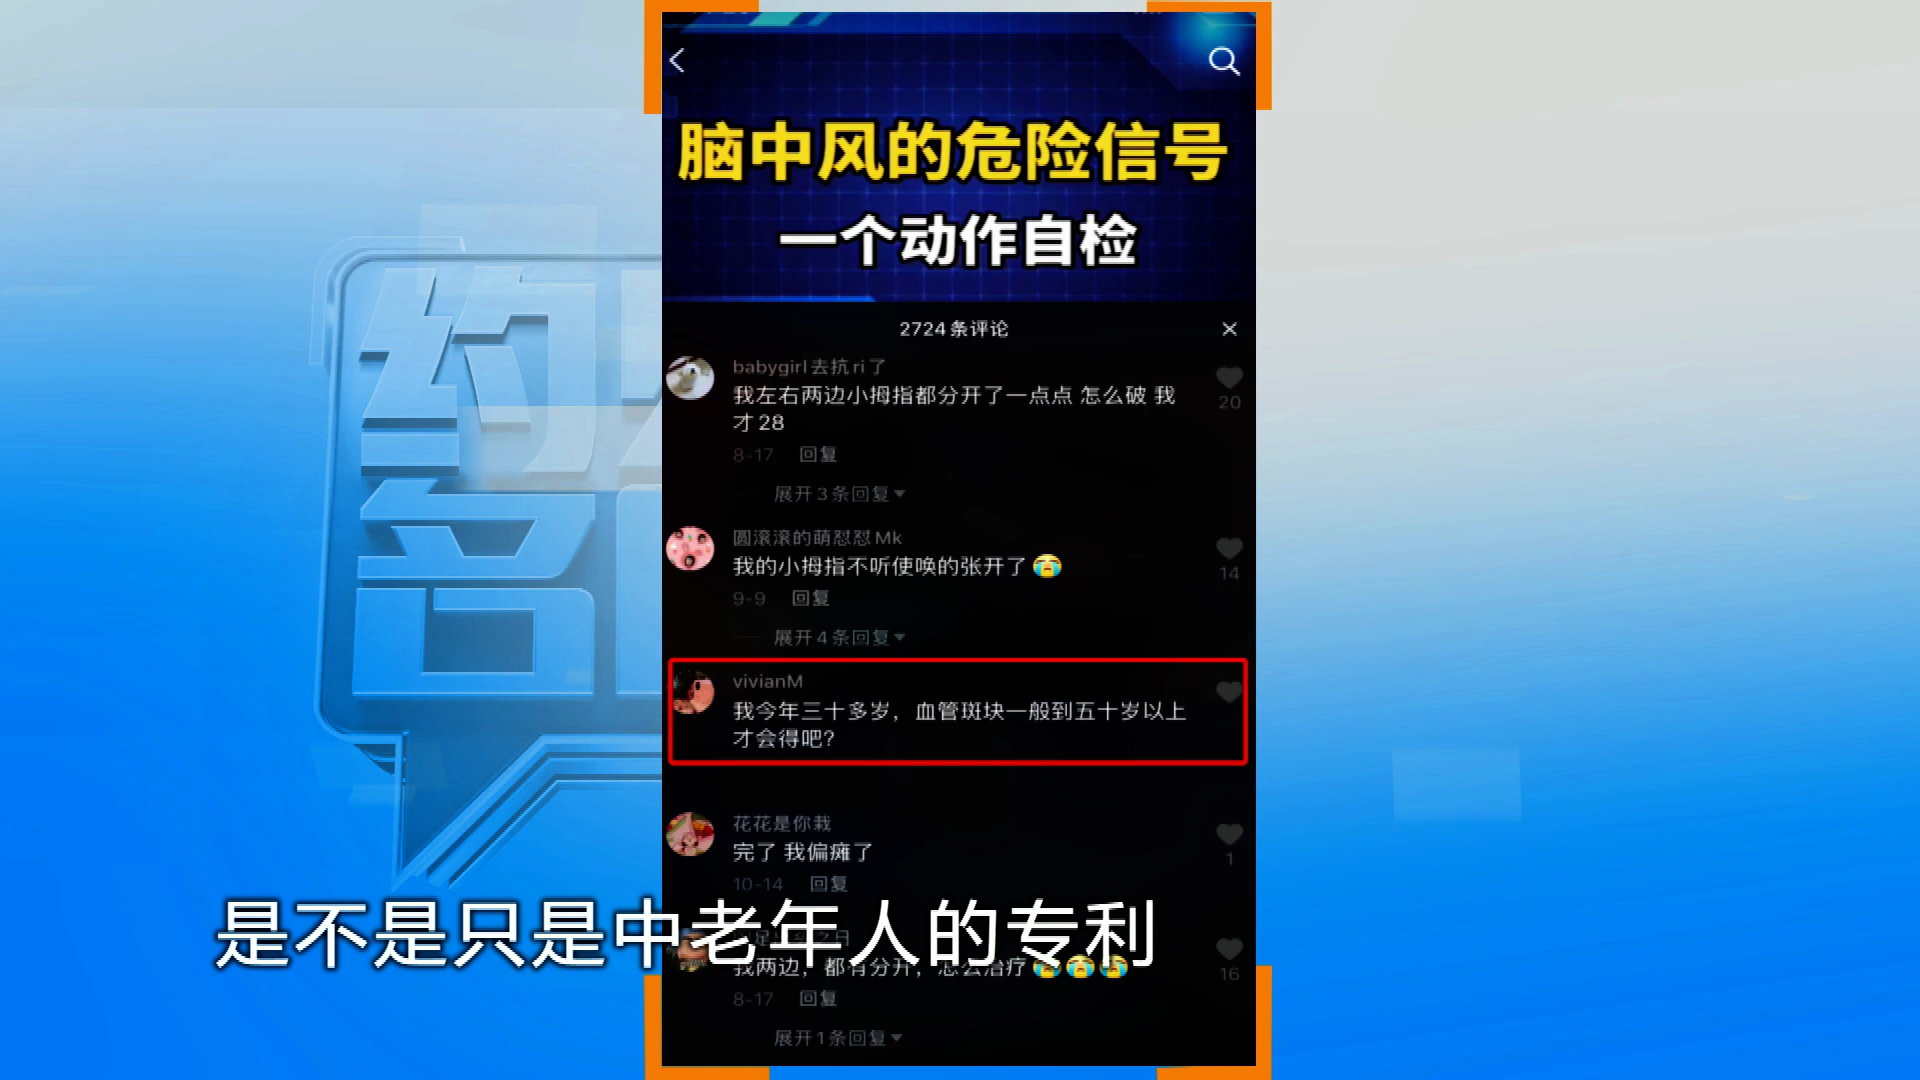 脑中风的危险信号
一个动作自检
2724条评论
babygirl去抗ri了
我左右两边小拇指都分开了一点点 怎么破 我
才28
20
8-17 回复
展开3条回复
圆滚滚的萌怼怼Mk
我的小拇指不听使唤的张开了
14
9-9 回复
展开4条回复
vivianM
我今年三十多岁，血管斑块一般到五十岁以上
才会得吧？
花花是你栽
完了 我偏瘫了
1
10-14 回复
是不是只是中老年人的专利
我两边，都有分开，怎么治疗
16
8-17 回复
展开1条回复
约
名